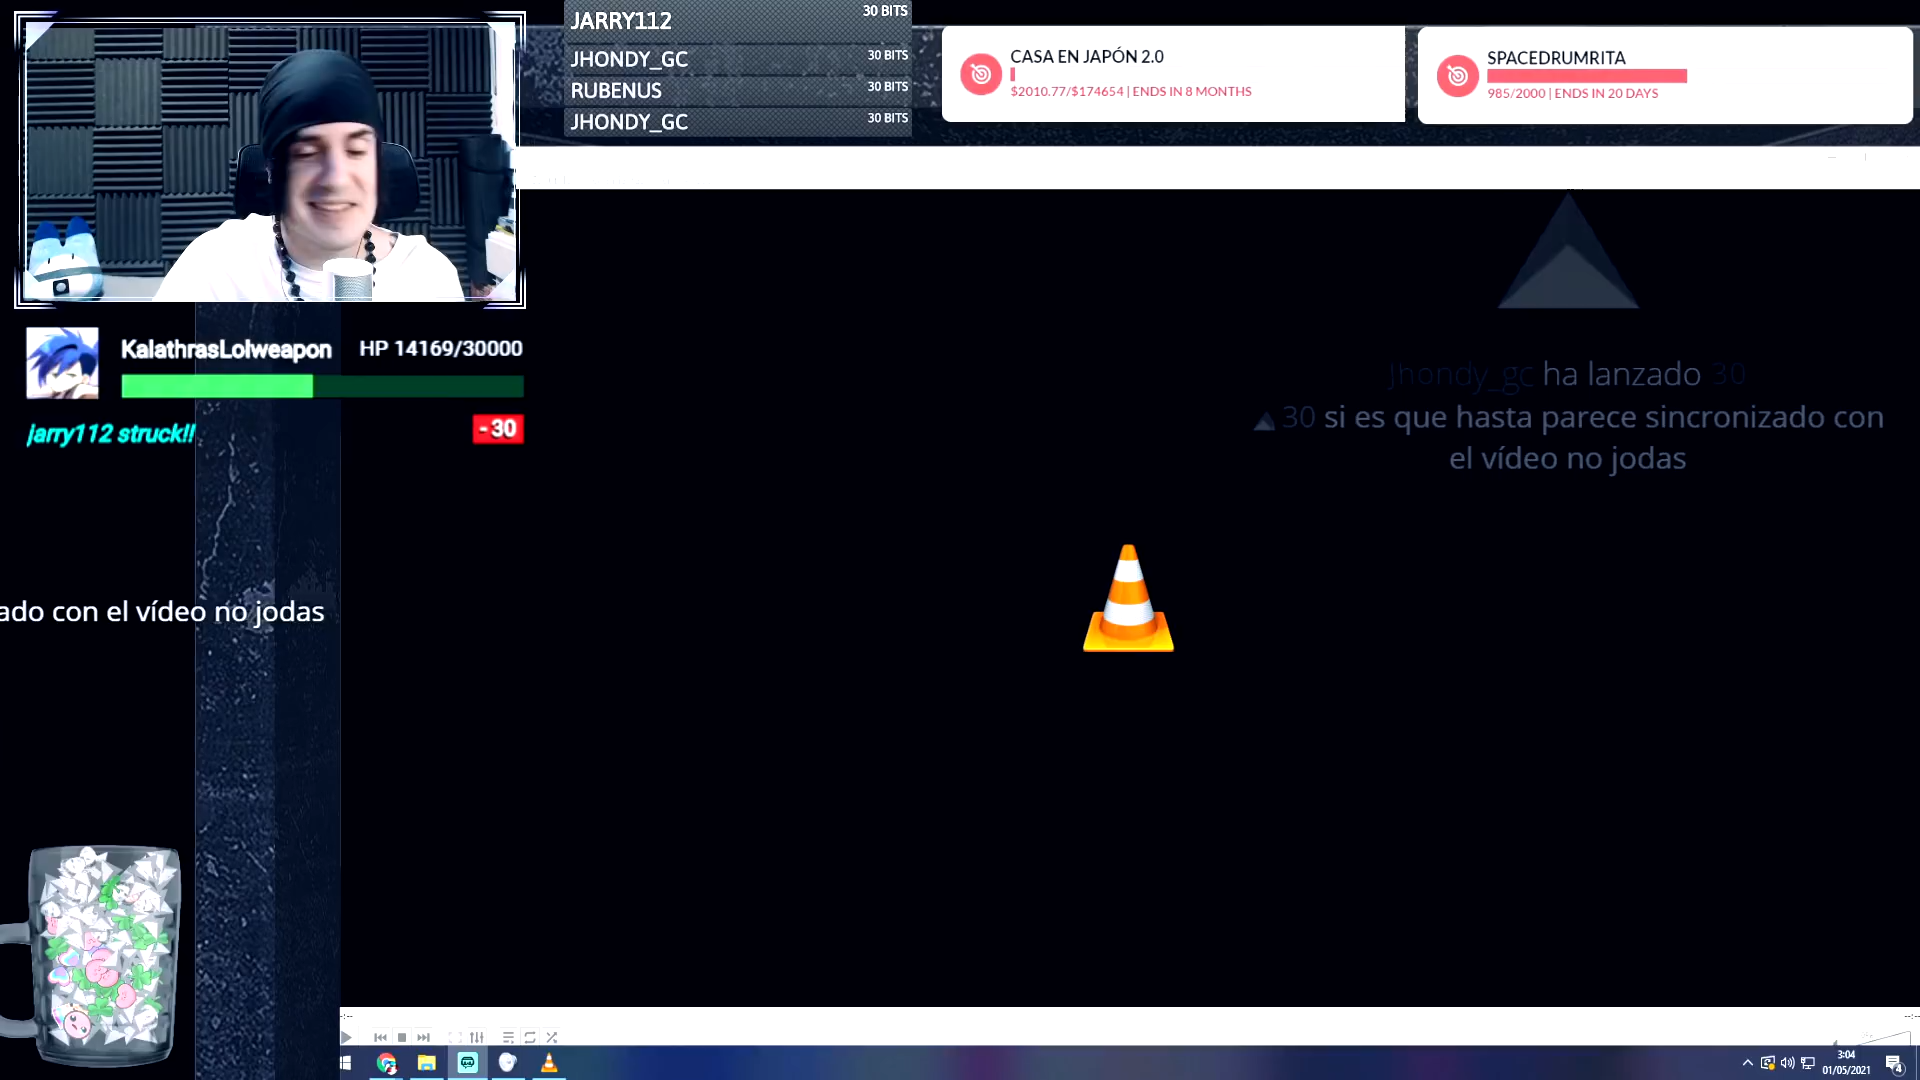 JARRY112 30 BITS
JHONDY_GC 30 BITS
RUBENUS 30 BITS
JHONDY_GC 30 BITS
CASA EN JAPÓN 2.0
$2010.77/$174654 | ENDS IN 8 MONTHS
SPACEDRUMRITA
985/2000 | ENDS IN 20 DAYS
KalathrasLolweapon HP 14169/30000
jarry112 struck!! -30
Jhondy_gc ha lanzado 30
30 si es que hasta parece sincronizado con
el vídeo no jodas
ado con el vídeo no jodas
--:-- --:--
3:04
01/05/2021
4